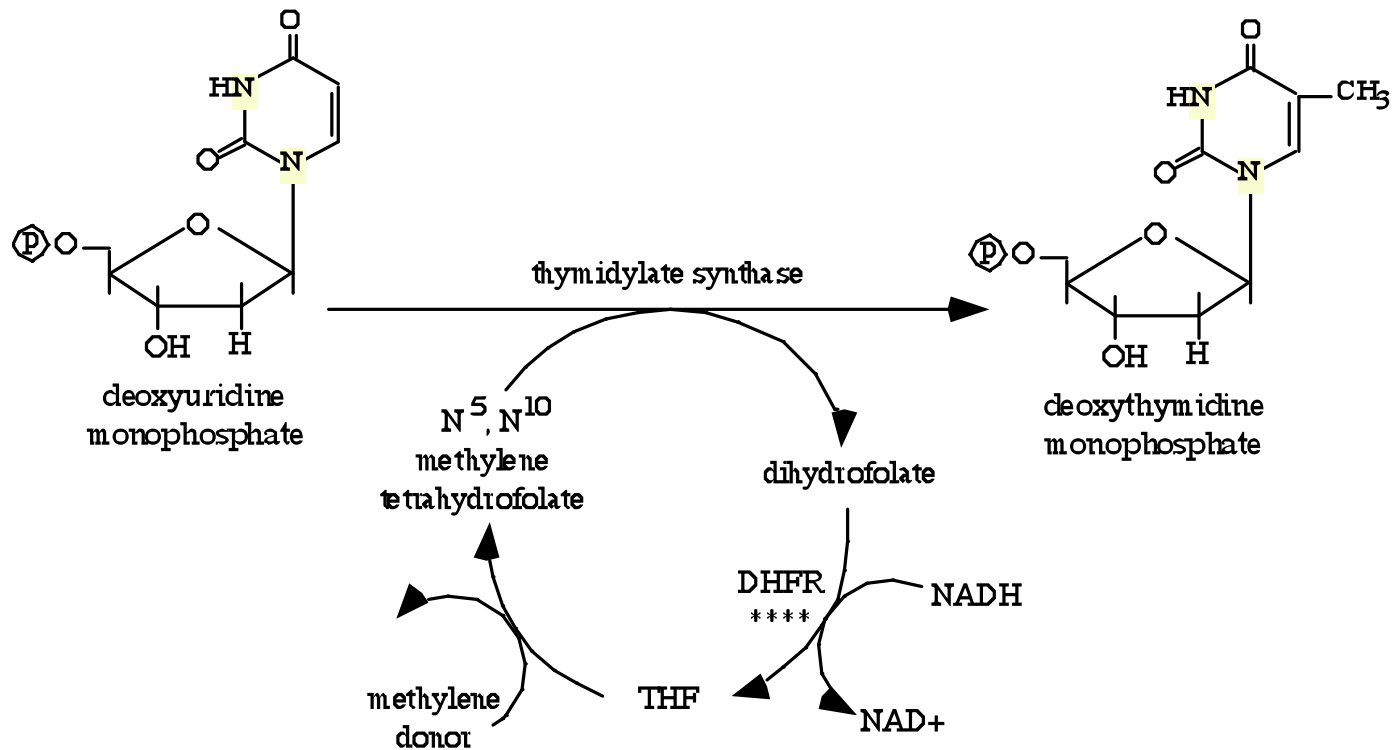 O
HN
O
N
O
P O
OH H
deoxyuridine
monophosphate
thymidylate synthase
N5, N10
methylene
tetrahydrofolate
dihydrofolate
DHFR
****
NADH
NAD+
THF
methylene
donor
O
HN
CH3
O
N
O
P O
OH H
deoxythymidine
monophosphate